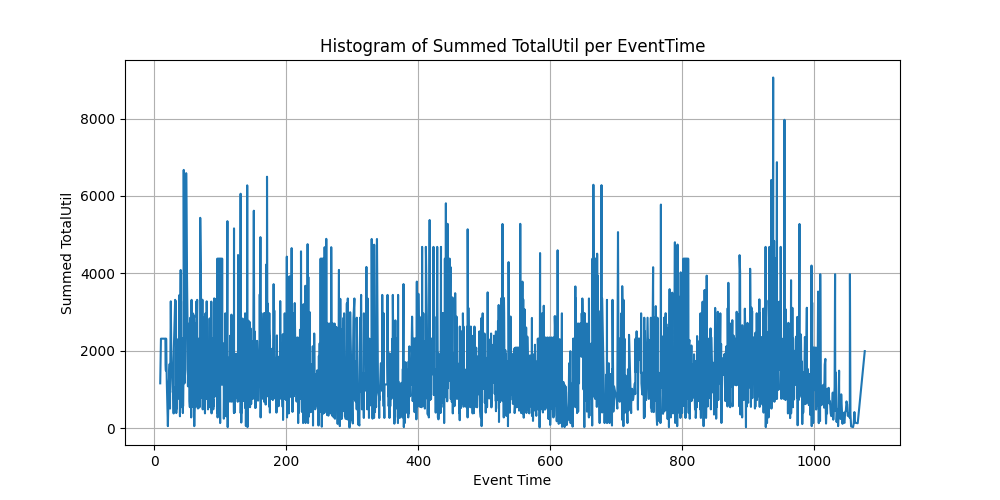 Histogram of Summed TotalUtil per EventTime
Summed TotalUtil
8000
6000
4000
2000
0
0 200 400 600 800 1000
Event Time